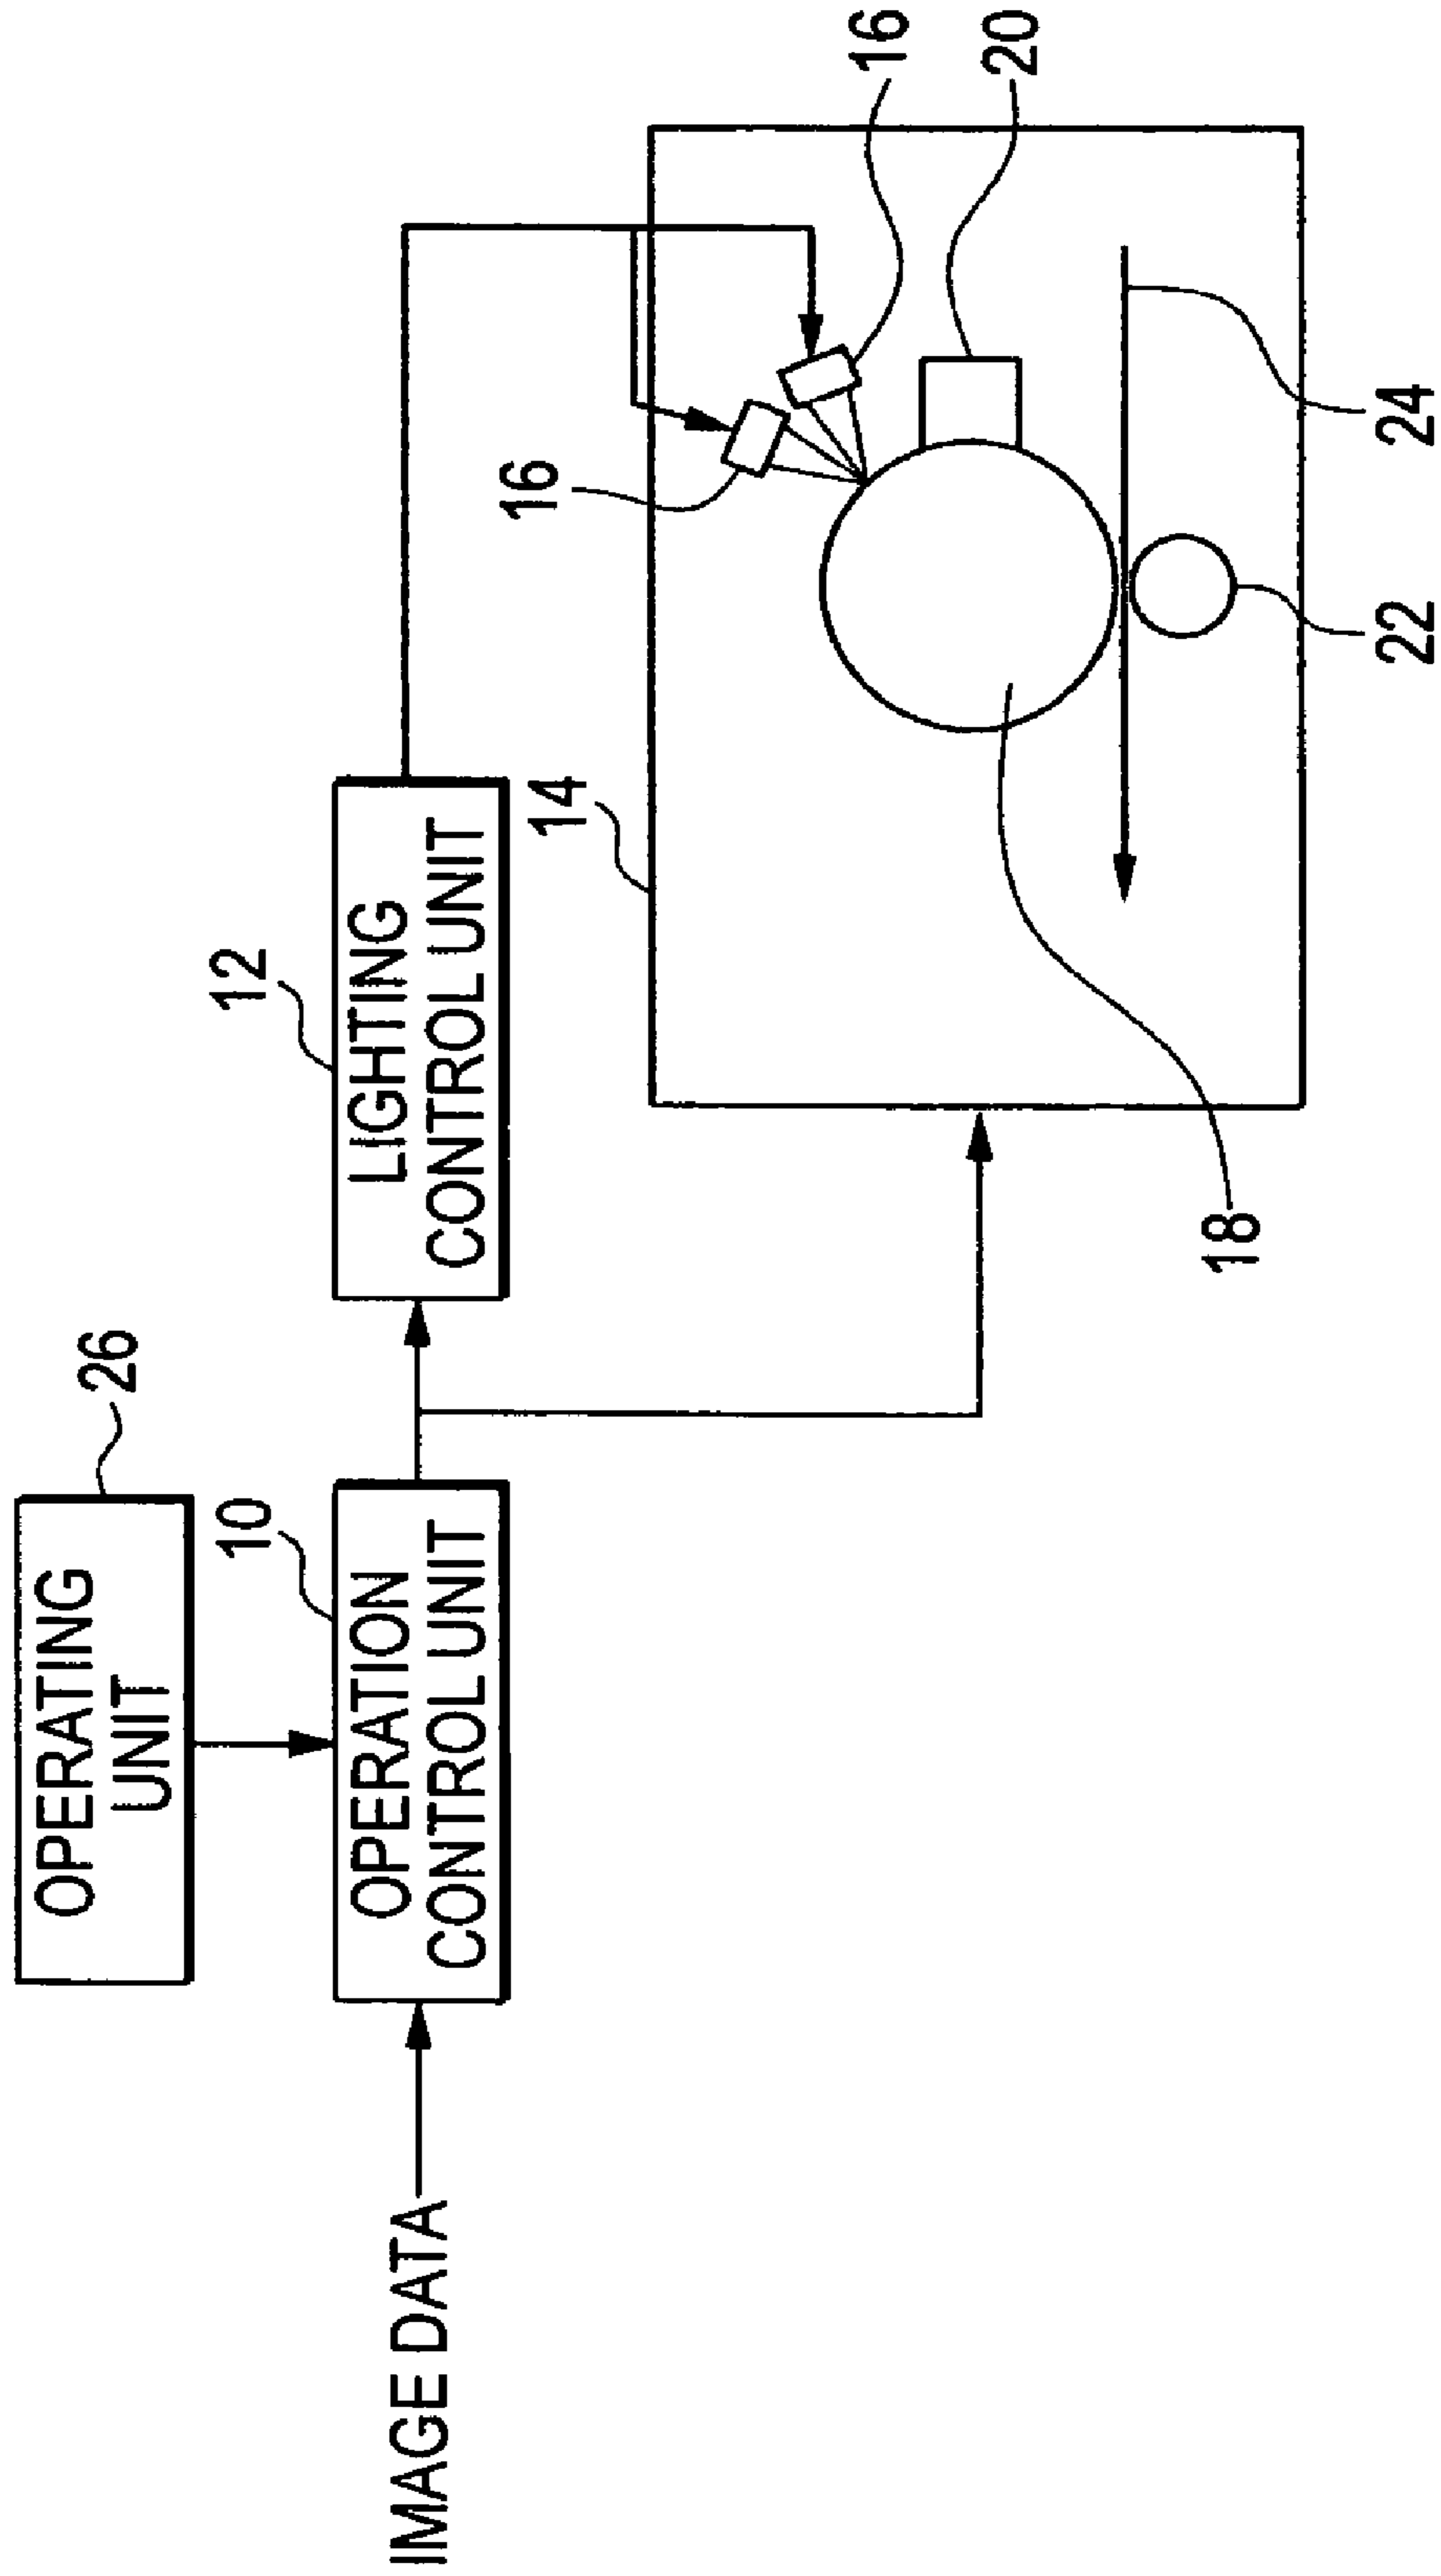 OPERATING
UNIT
26
10
OPERATION
CONTROL UNIT
IMAGE DATA
12
LIGHTING
CONTROL UNIT
14
16
16
20
18
22
24